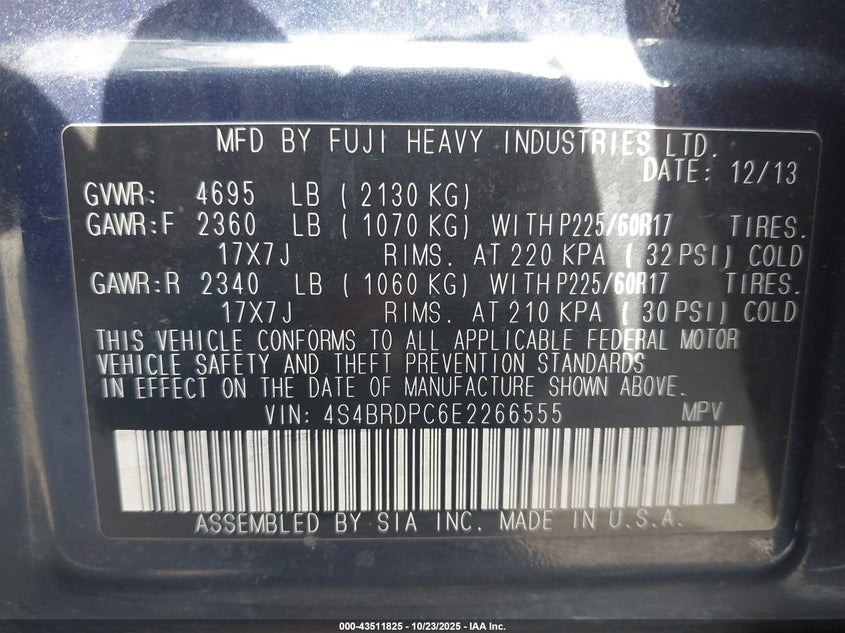 MFD BY FUJI HEAVY INDUSTRIES LTD.
DATE: 12/13
GVWR: 4695 LB (2130 KG)
GAWR:F 2360 LB (1070 KG) WITH P225/60R17 TIRES.
17X7J RIMS. AT 220 KPA (32 PSI) COLD
GAWR:R 2340 LB (1060 KG) WITH P225/60R17 TIRES.
17X7J RIMS. AT 210 KPA (30 PSI) COLD
THIS VEHICLE CONFORMS TO ALL APPLICABLE FEDERAL MOTOR
VEHICLE SAFETY AND THEFT PREVENTION STANDARDS
IN EFFECT ON THE DATE OF MANUFACTURE SHOWN ABOVE.
VIN: 4S4BRDPC6E2266555 MPV
ASSEMBLED BY SIA INC. MADE IN U.S.A.
000-43511825 - 10/23/2025 - IAA Inc.